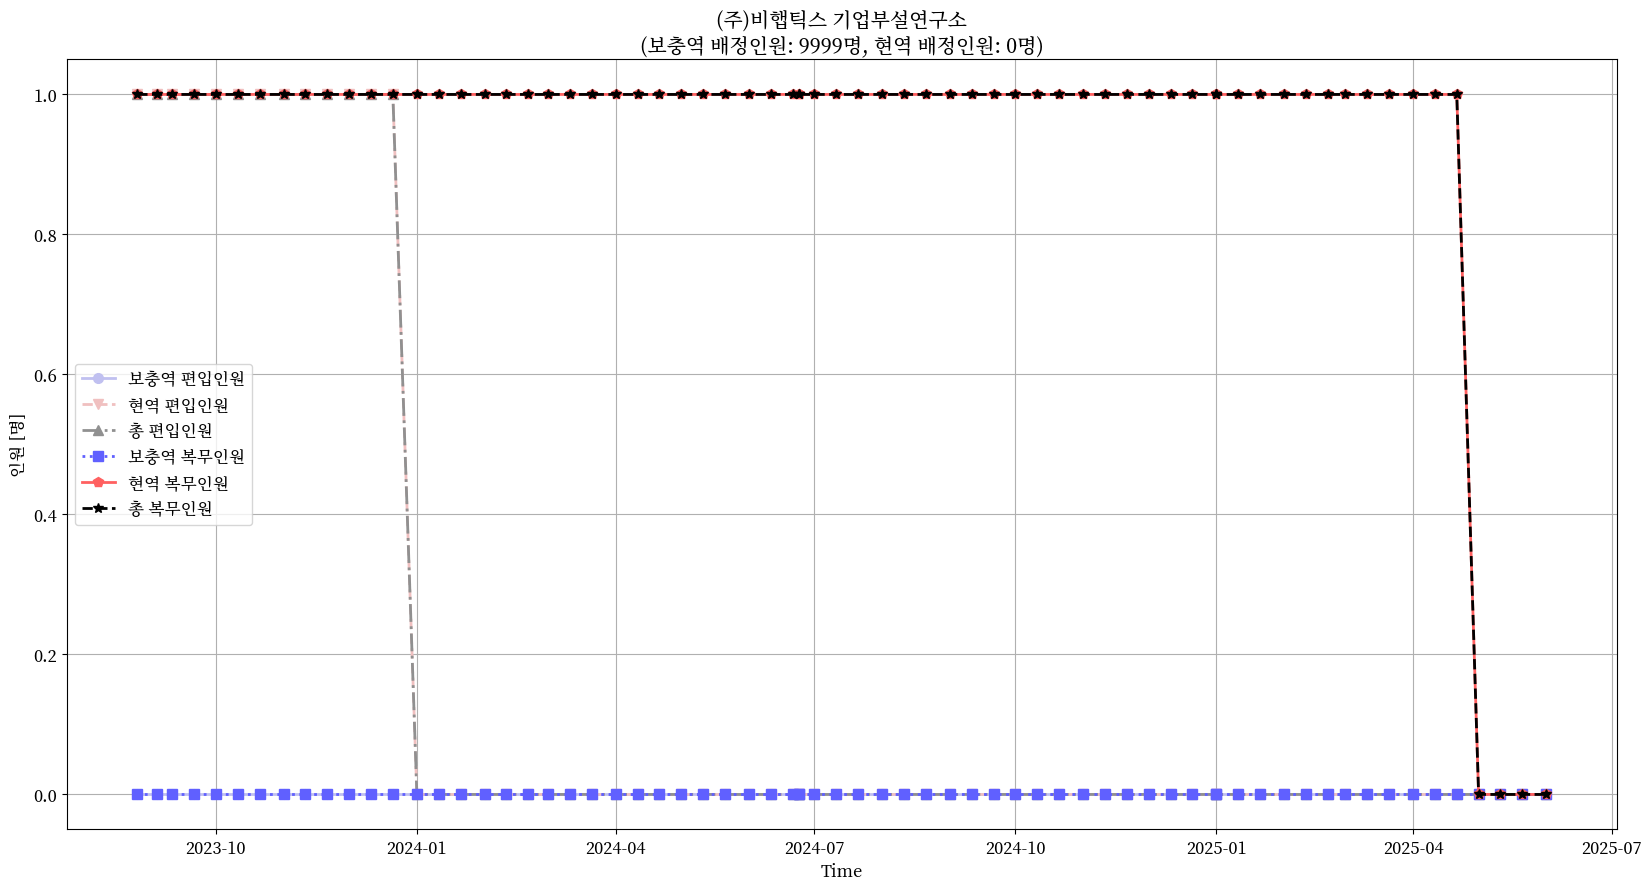 (주)비햅틱스 기업부설연구소
(보충역 배정인원: 9999명, 현역 배정인원: 0명)
인원 [명]
1.0
0.8
0.6
0.4
0.2
0.0
보충역 편입인원
현역 편입인원
총 편입인원
보충역 복무인원
현역 복무인원
총 복무인원
2023-10
2024-01
2024-04
2024-07
2024-10
2025-01
2025-04
2025-07
Time